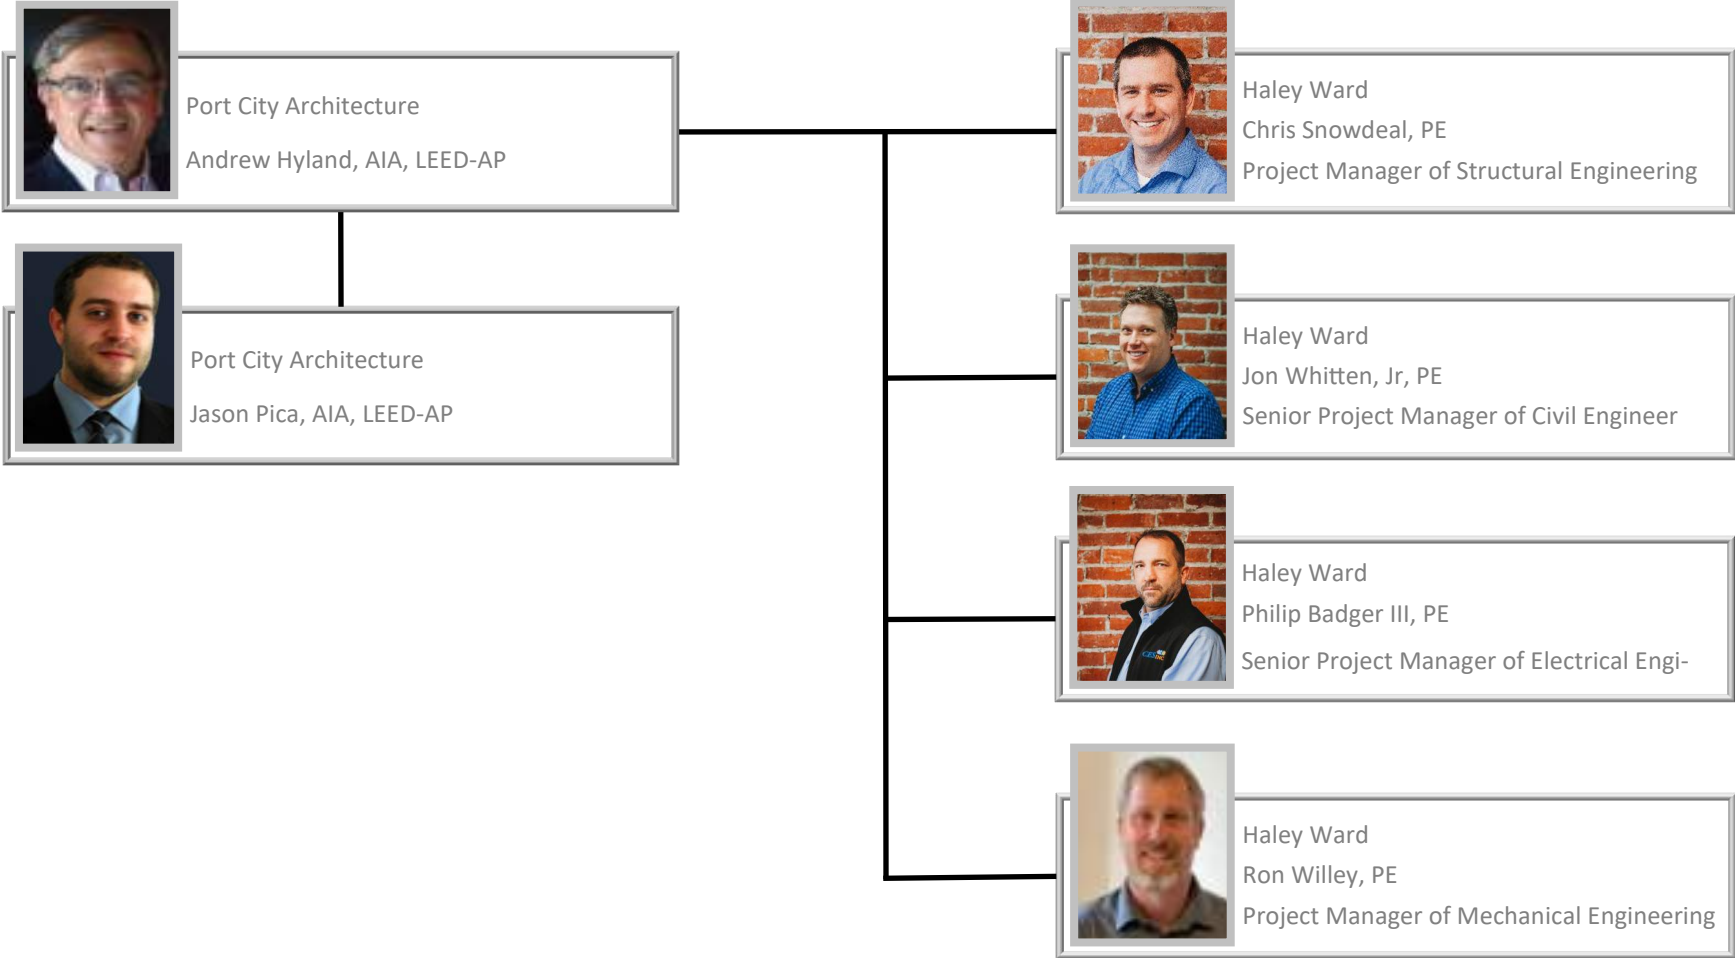 Port City Architecture
Andrew Hyland, AIA, LEED-AP
Port City Architecture
Jason Pica, AIA, LEED-AP
Haley Ward
Chris Snowdeal, PE
Project Manager of Structural Engineering
Haley Ward
Jon Whitten, Jr, PE
Senior Project Manager of Civil Engineer
Haley Ward
Philip Badger III, PE
Senior Project Manager of Electrical Engi-
Haley Ward
Ron Willey, PE
Project Manager of Mechanical Engineering